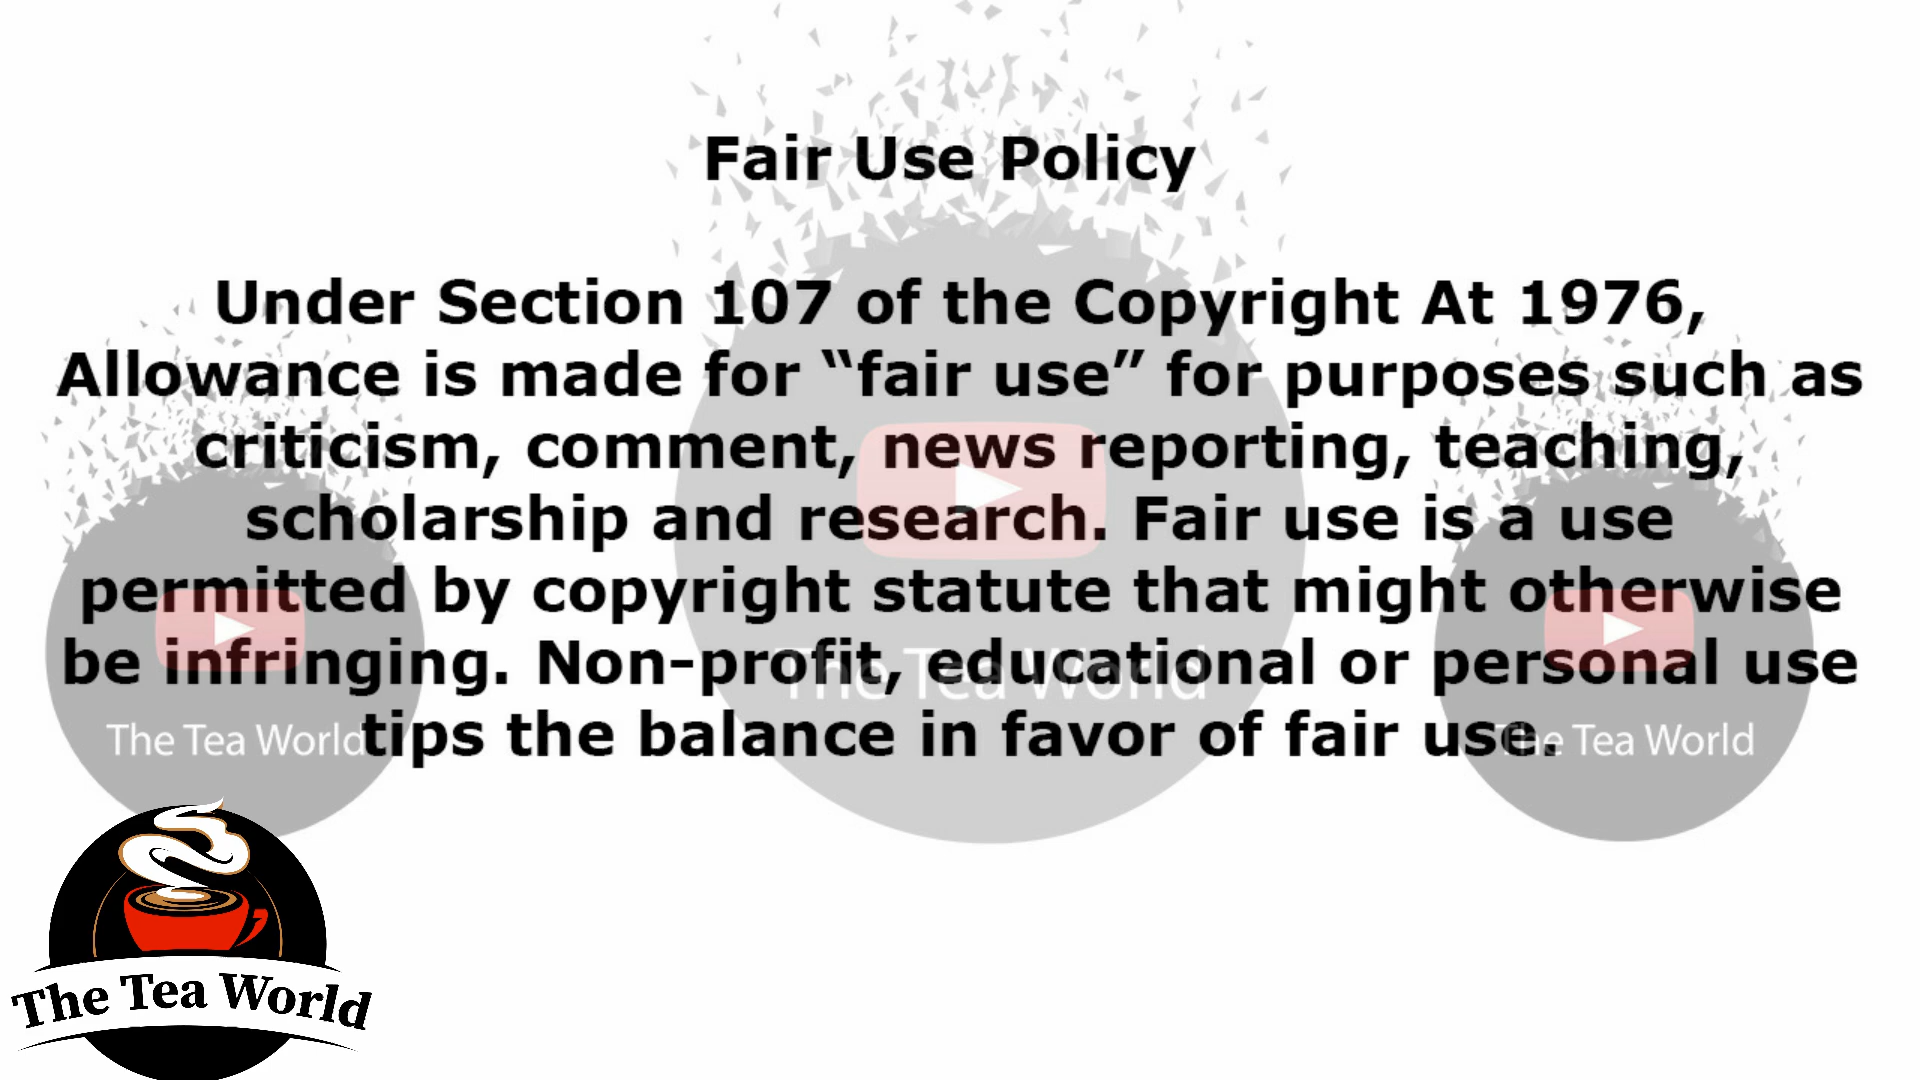 Fair Use Policy
Under Section 107 of the Copyright At 1976,
Allowance is made for “fair use” for purposes such as
criticism, comment, news reporting, teaching,
scholarship and research. Fair use is a use
permitted by copyright statute that might otherwise
be infringing. Non-profit, educational or personal use
tips the balance in favor of fair use.
The Tea World
The Tea World
The Tea World
The Tea World